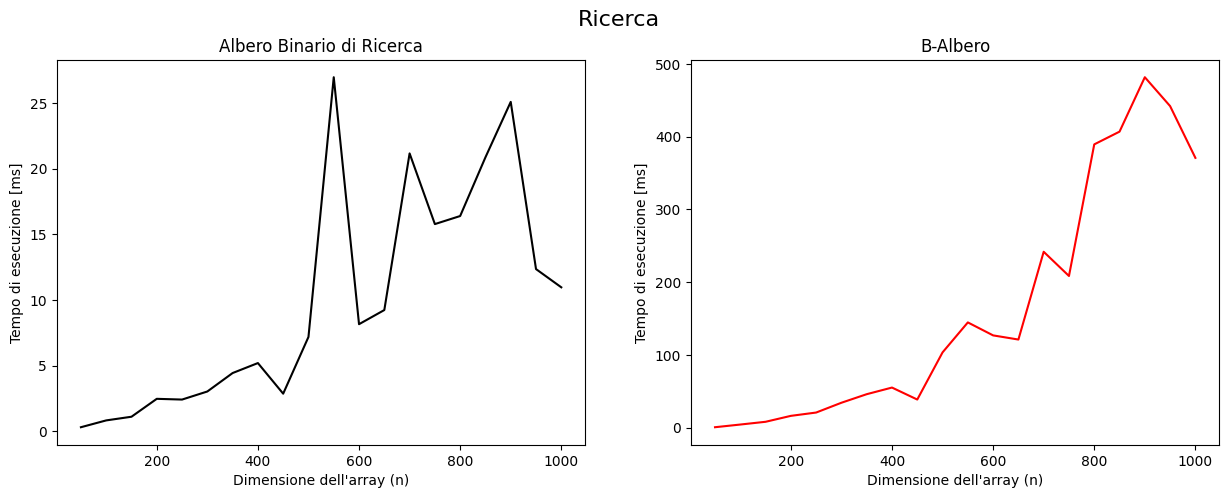 Ricerca
Albero Binario di Ricerca
Tempo di esecuzione [ms]
25
20
15
10
5
0
200 400 600 800 1000
Dimensione dell'array (n)
B-Albero
Tempo di esecuzione [ms]
500
400
300
200
100
0
200 400 600 800 1000
Dimensione dell'array (n)